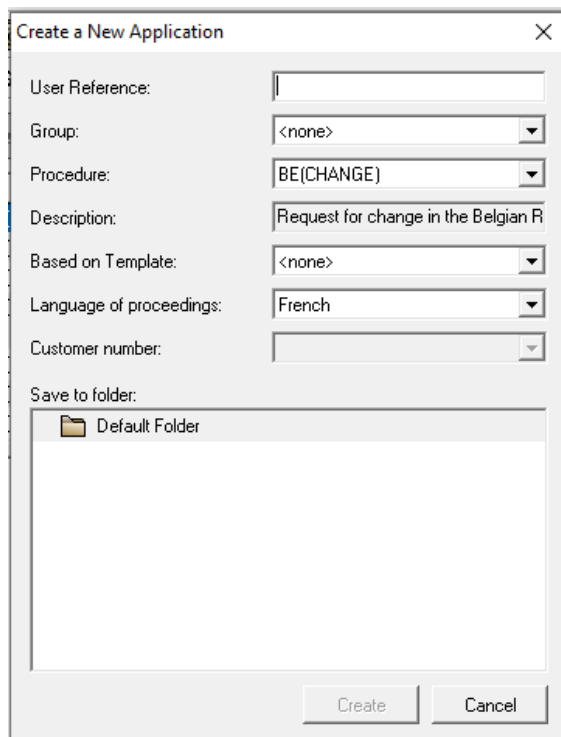 Create a New Application
User Reference:
Group: <none>
Procedure: BE(CHANGE)
Description: Request for change in the Belgian R
Based on Template: <none>
Language of proceedings: French
Customer number:
Save to folder:
Default Folder
Create Cancel